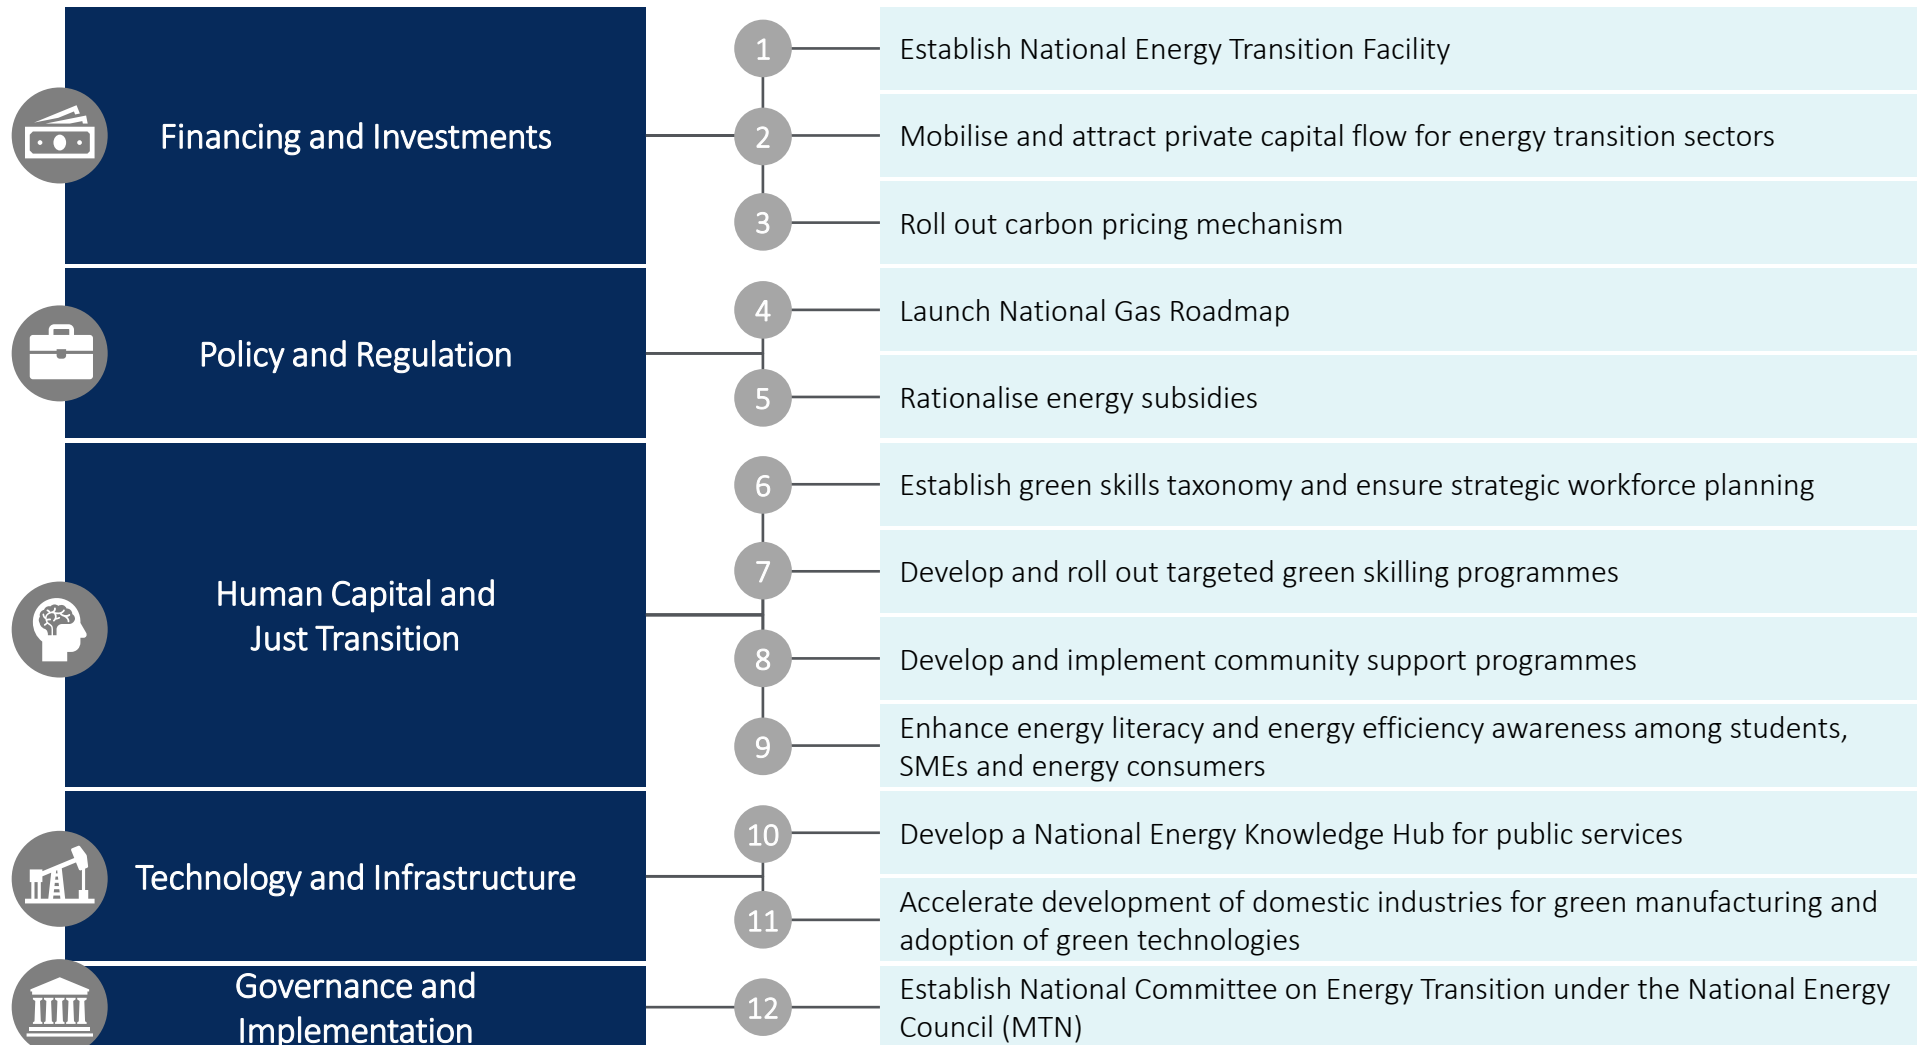 Financing and Investments
1
Establish National Energy Transition Facility
2
Mobilise and attract private capital flow for energy transition sectors
3
Roll out carbon pricing mechanism
Policy and Regulation
4
Launch National Gas Roadmap
5
Rationalise energy subsidies
Human Capital and
Just Transition
6
Establish green skills taxonomy and ensure strategic workforce planning
7
Develop and roll out targeted green skilling programmes
8
Develop and implement community support programmes
9
Enhance energy literacy and energy efficiency awareness among students,
SMEs and energy consumers
Technology and Infrastructure
10
Develop a National Energy Knowledge Hub for public services
11
Accelerate development of domestic industries for green manufacturing and
adoption of green technologies
Governance and
Implementation
12
Establish National Committee on Energy Transition under the National Energy
Council (MTN)